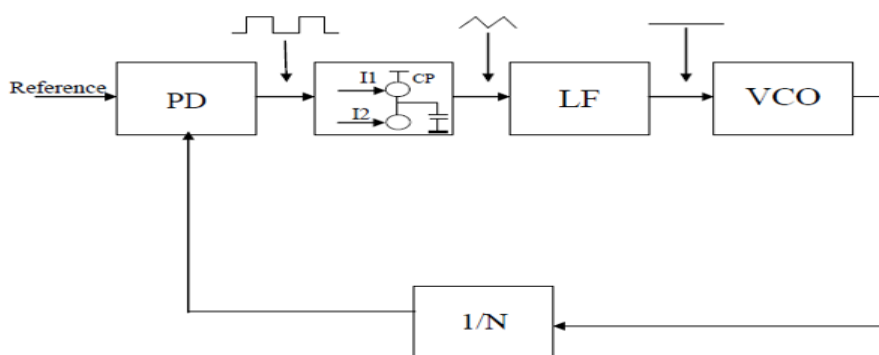 Reference
PD
I1
CP
I2
LF
VCO
1/N